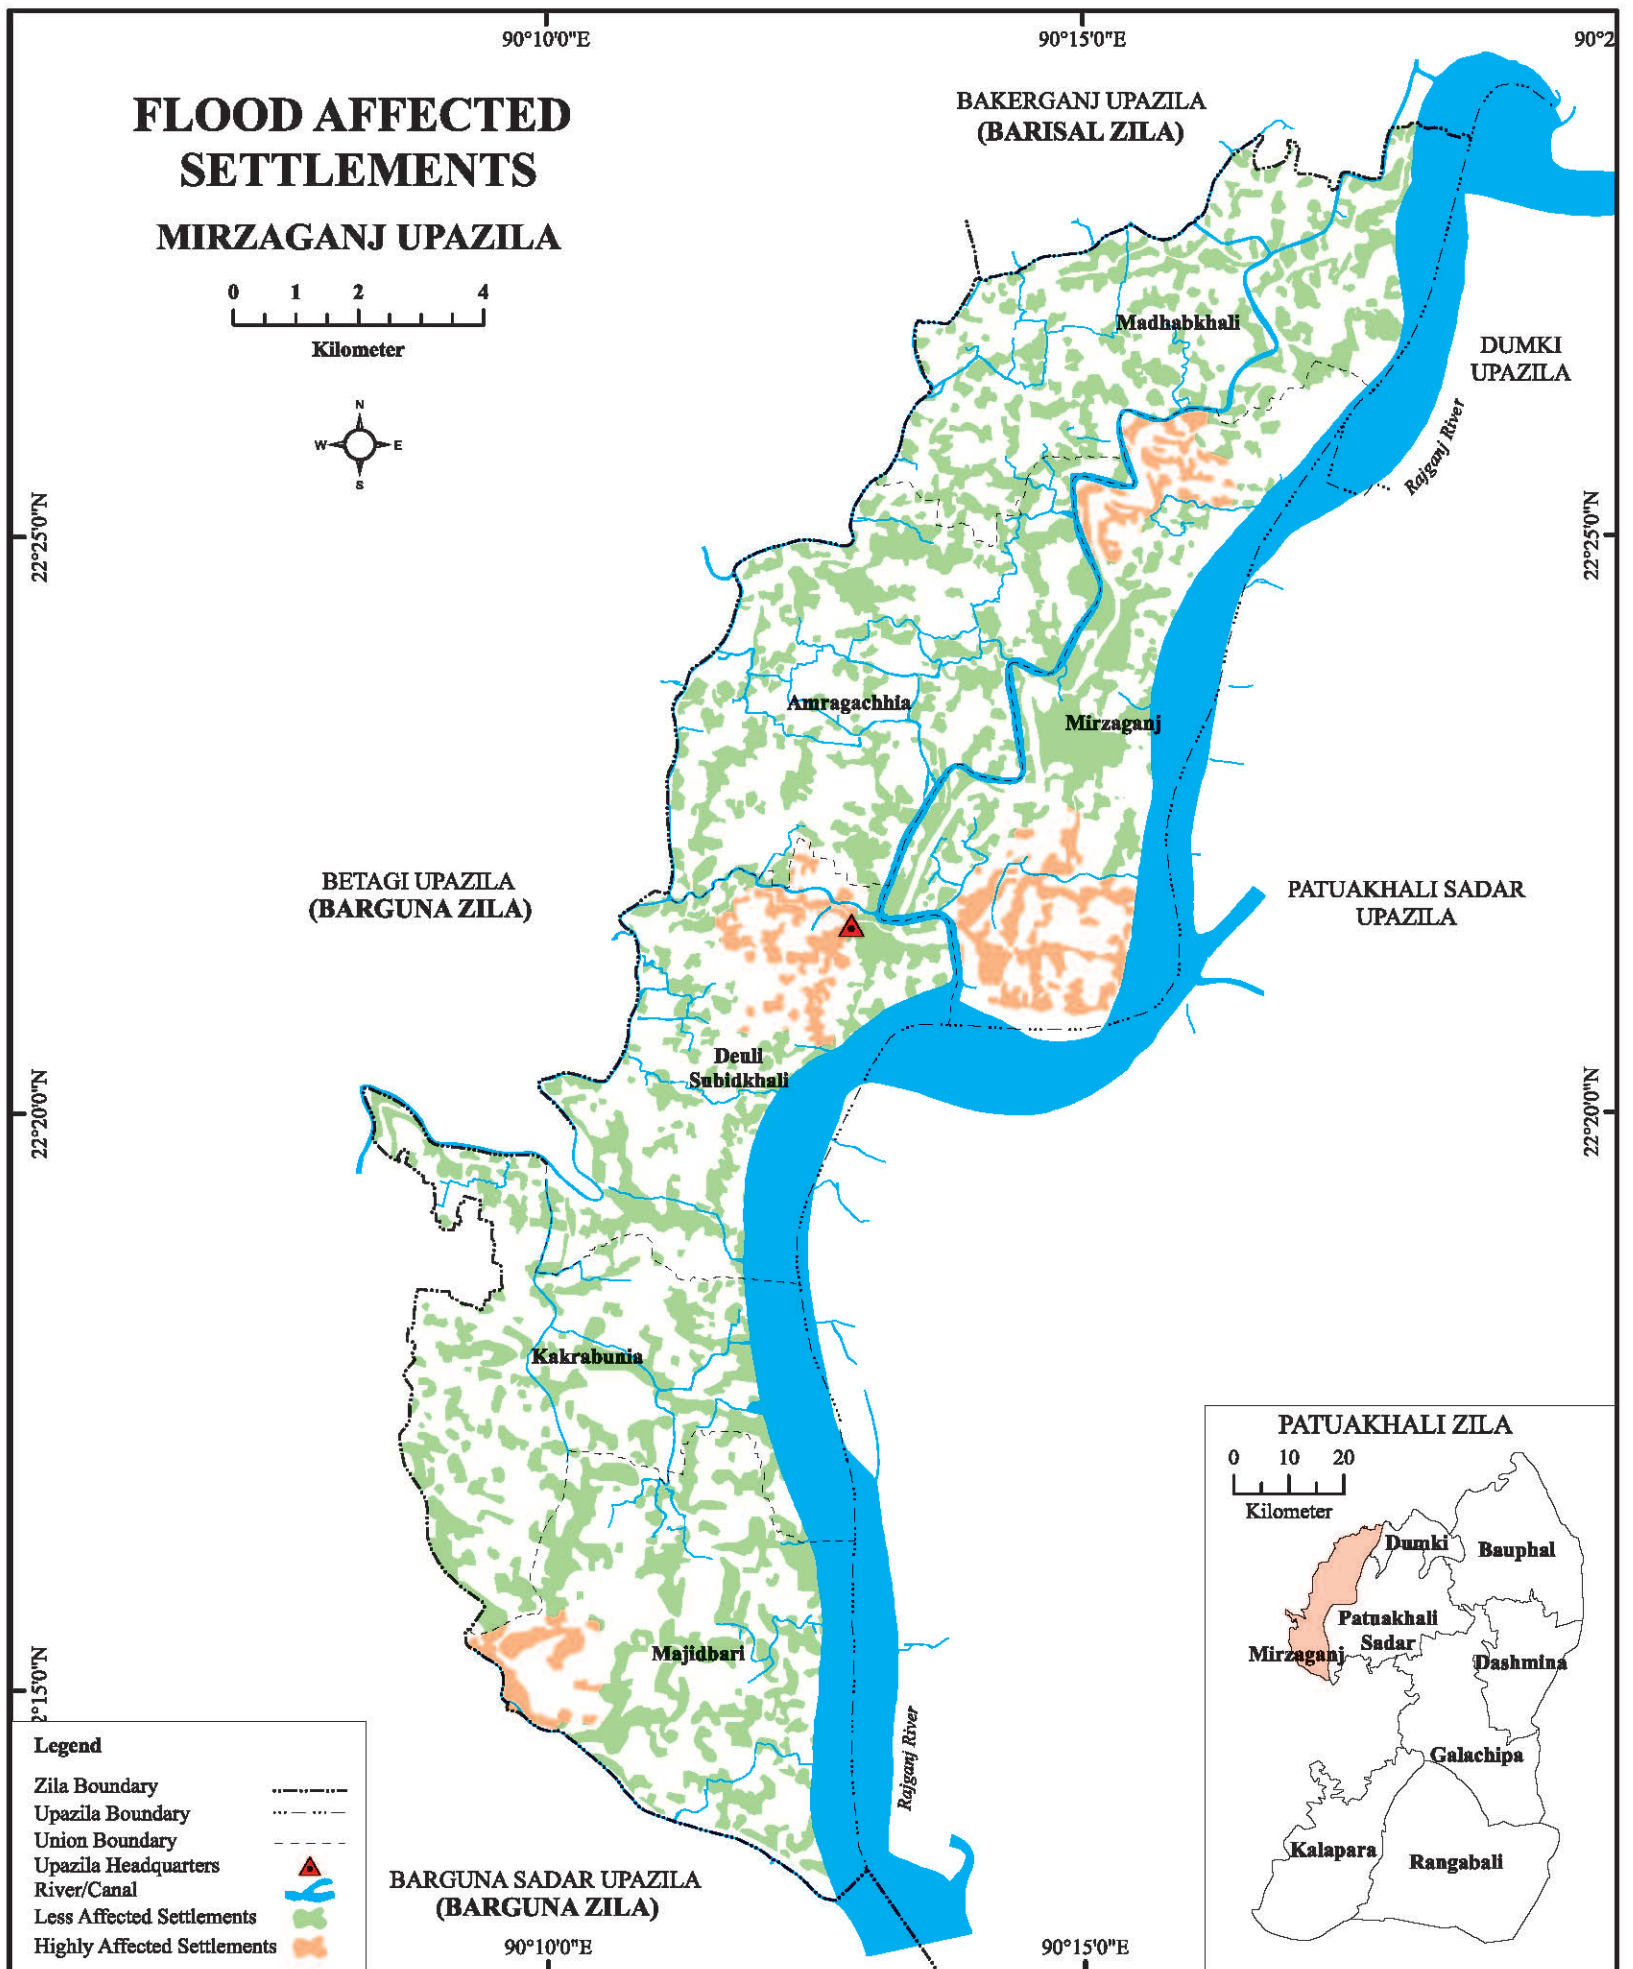 90°10'0"E
90°15'0"E
90°2
FLOOD AFFECTED
SETTLEMENTS
MIRZAGANJ UPAZILA
0 1 2 4
Kilometer
N
W E
S
BAKERGANJ UPAZILA
(BARISAL ZILA)
Madhabkhali
DUMKI
UPAZILA
Rajganj River
22°25'0"N
22°25'0"N
Amragachhia
Mirzaganj
BETAGI UPAZILA
(BARGUNA ZILA)
PATUAKHALI SADAR
UPAZILA
Deuli
Subidkhali
22°20'0"N
22°20'0"N
Kakrabunia
Majidbari
2°15'0"N
Rajganj River
BARGUNA SADAR UPAZILA
(BARGUNA ZILA)
90°10'0"E
90°15'0"E
Legend
Zila Boundary
Upazila Boundary
Union Boundary
Upazila Headquarters
River/Canal
Less Affected Settlements
Highly Affected Settlements
PATUAKHALI ZILA
0 10 20
Kilometer
Dumki
Bauphal
Patuakhali
Sadar
Mirzaganj
Dashmina
Galachipa
Kalapara
Rangabali